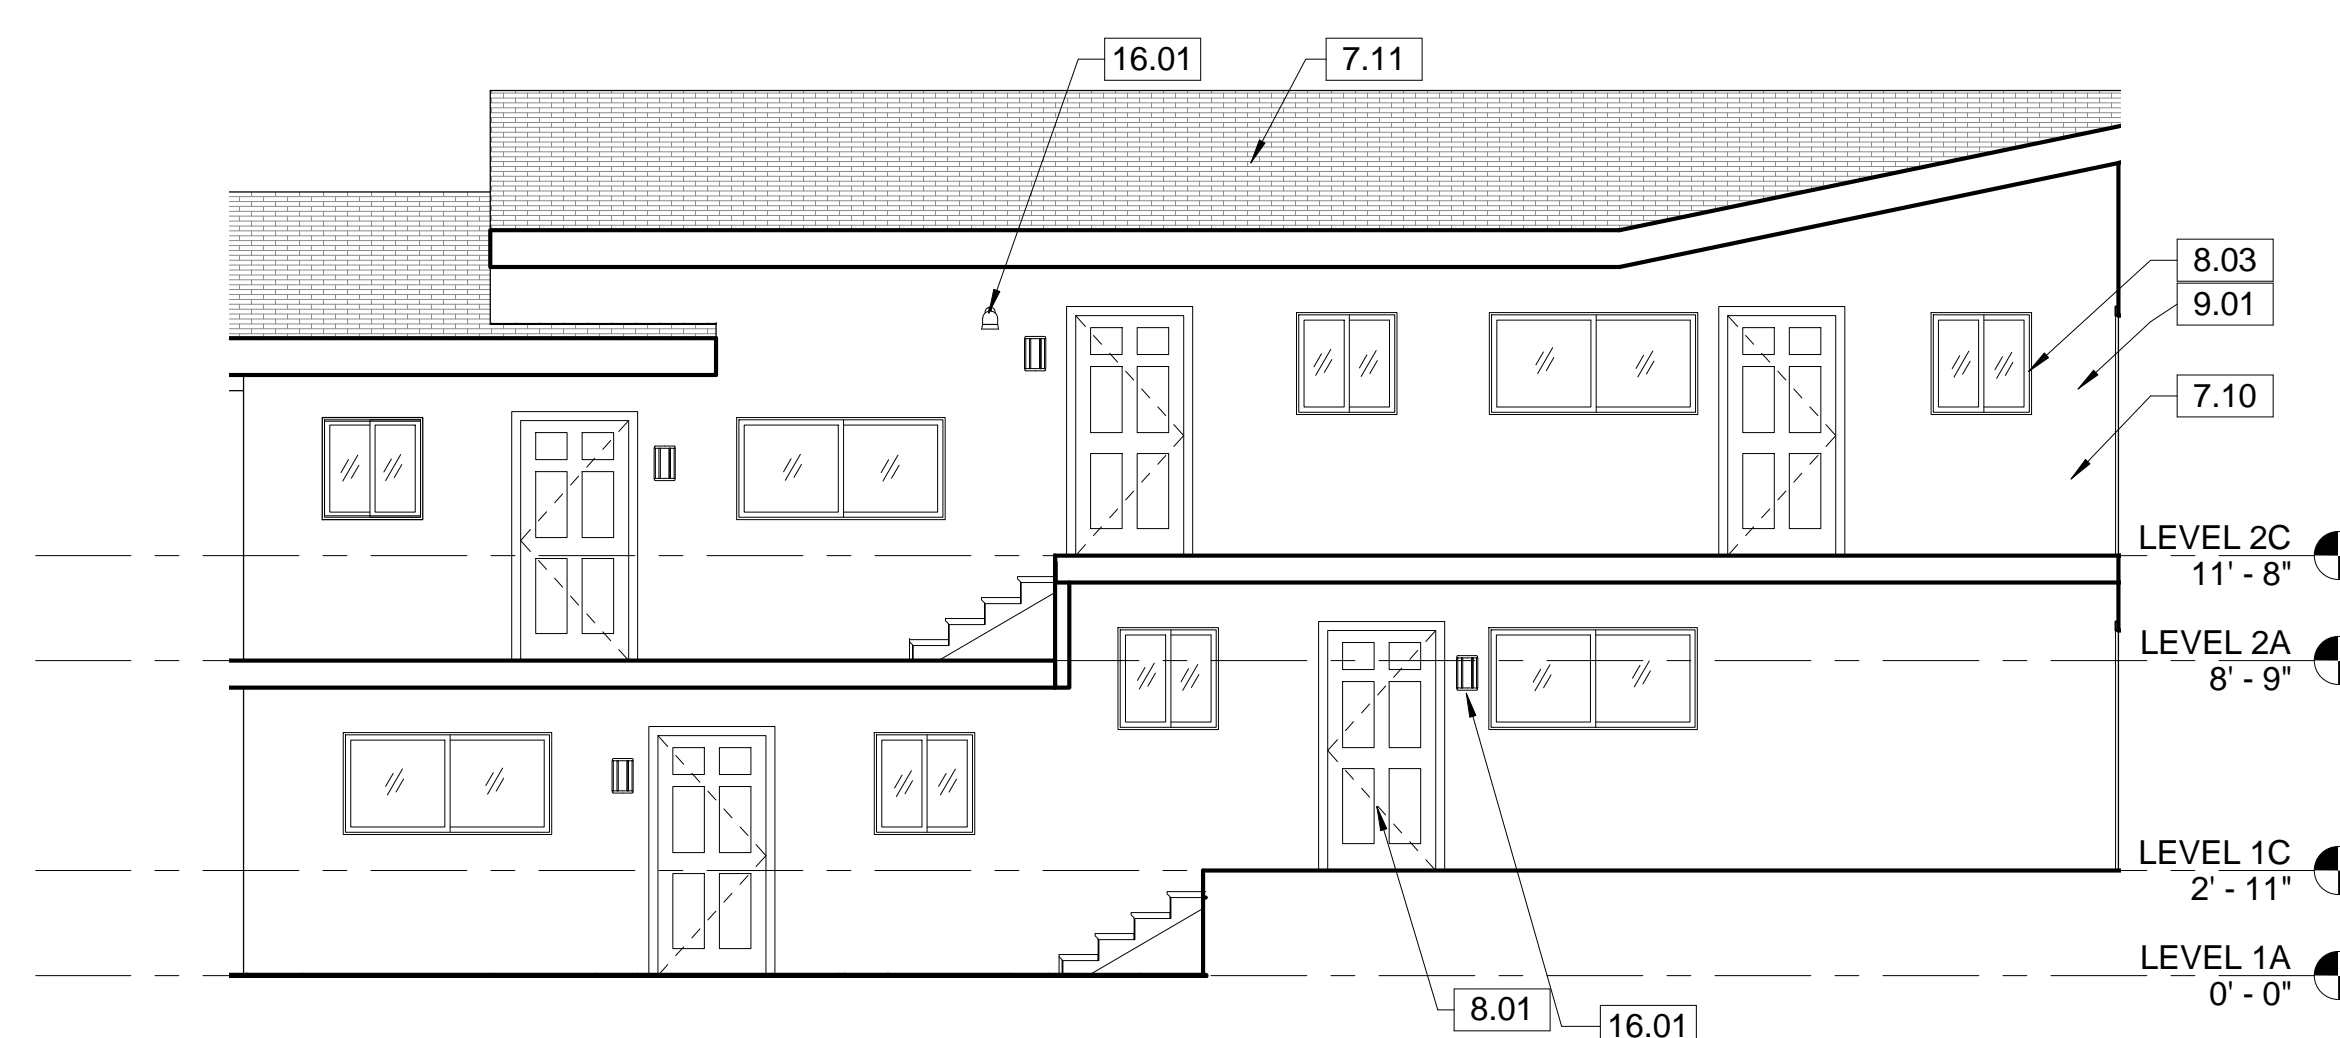 16.01
7.11
8.03
9.01
7.10
LEVEL 2C
11' - 8"
LEVEL 2A
8' - 9"
LEVEL 1C
2' - 11"
LEVEL 1A
0' - 0"
8.01
16.01